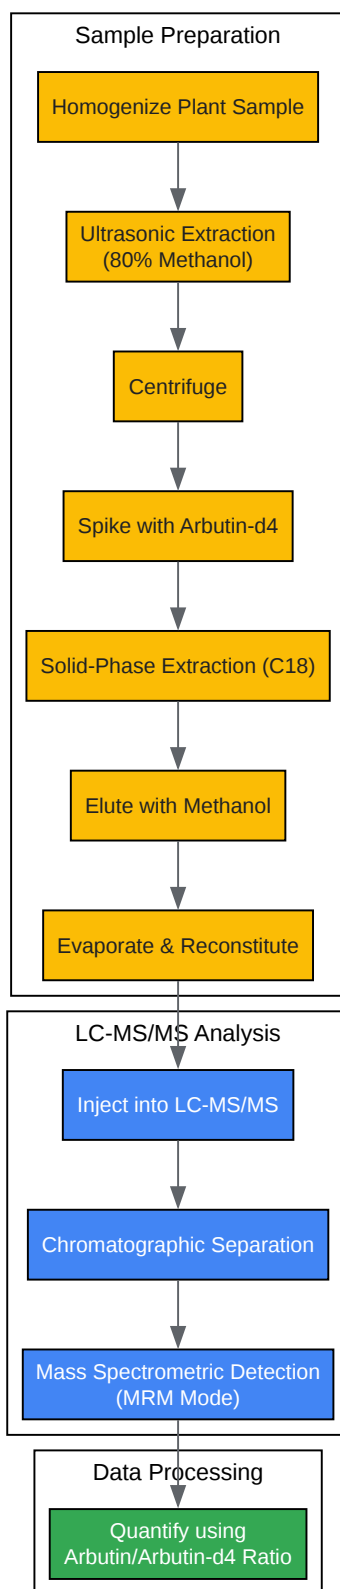 Sample Preparation
Homogenize Plant Sample
Ultrasonic Extraction
(80% Methanol)
Centrifuge
Spike with Arbutin-d4
Solid-Phase Extraction (C18)
Elute with Methanol
Evaporate & Reconstitute
LC-MS/MS Analysis
Inject into LC-MS/MS
Chromatographic Separation
Mass Spectrometric Detection
(MRM Mode)
Data Processing
Quantify using
Arbutin/Arbutin-d4 Ratio